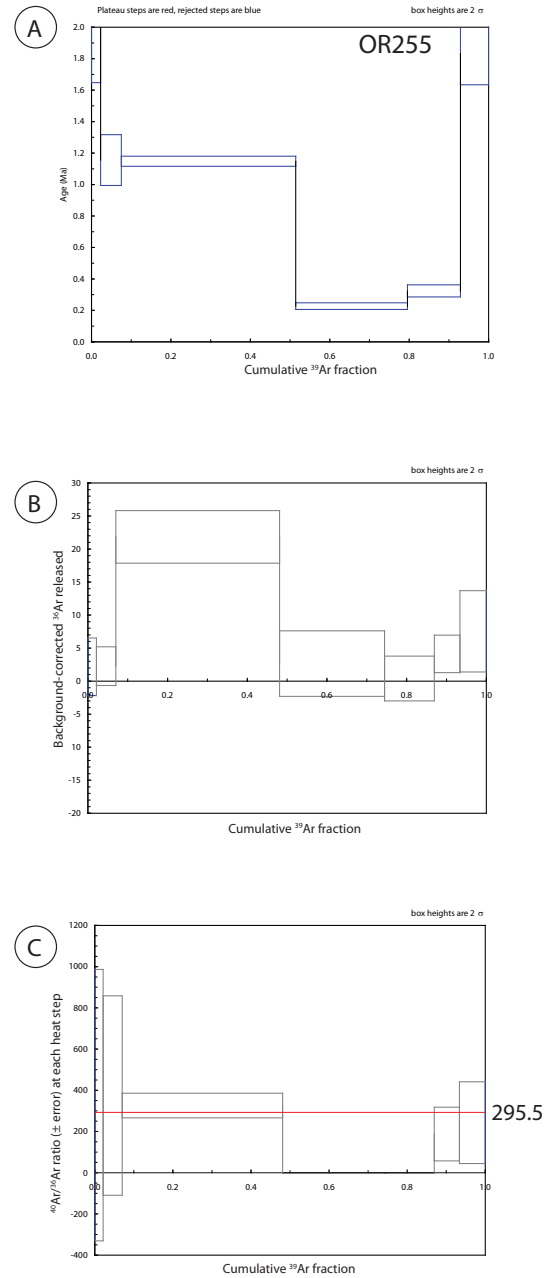 A
Plateau steps are red, rejected steps are blue
box heights are 2 σ
OR255
Age (Ma)
2.0
1.8
1.6
1.4
1.2
1.0
0.8
0.6
0.4
0.2
0.0
0.0 0.2 0.4 0.6 0.8 1.0
Cumulative ³⁹Ar fraction
B
box heights are 2 σ
Background-corrected ³⁶Ar released
30
25
20
15
10
5
0
-5
-10
-15
-20
0.0 0.2 0.4 0.6 0.8 1.0
Cumulative ³⁹Ar fraction
C
box heights are 2 σ
⁴⁰Ar/³⁶Ar ratio (± error) at each heat step
1200
1000
800
600
400
200
0
-200
-400
295.5
0.0 0.2 0.4 0.6 0.8 1.0
Cumulative ³⁹Ar fraction